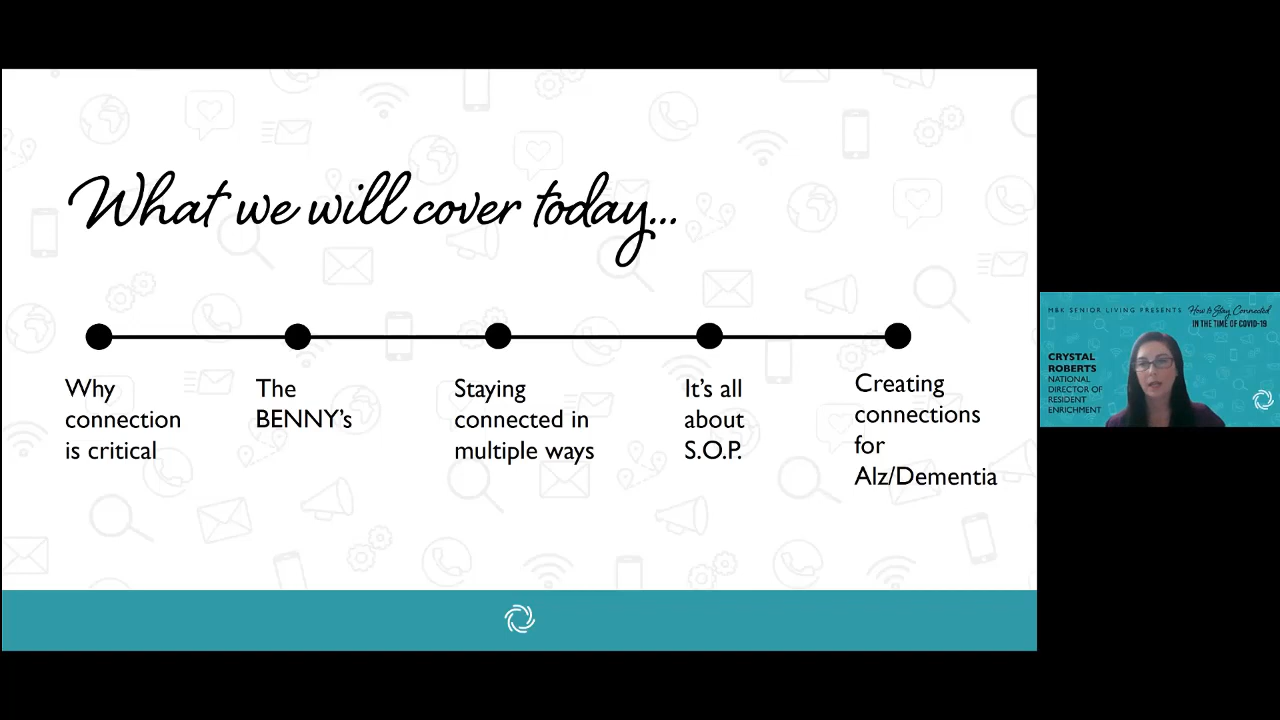 What we will cover today...
Why
connection
is critical
The
BENNY's
Staying
connected in
multiple ways
It's all
about
S.O.P.
Creating
connections
for
Alz/Dementia
MBK SENIOR LIVING PRESENTS How to Stay Connected
IN THE TIME OF COVID-19
CRYSTAL
ROBERTS
NATIONAL
DIRECTOR OF
RESIDENT
ENRICHMENT